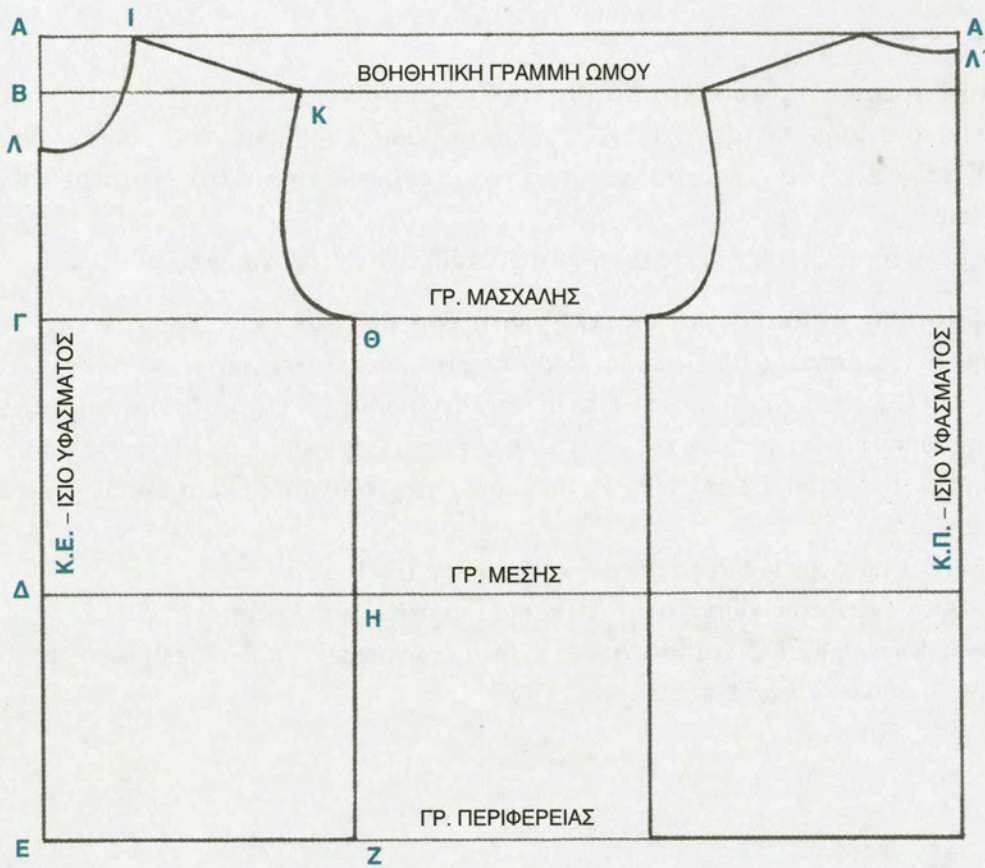 Α Ι Α
Λ´
ΒΟΗΘΗΤΙΚΗ ΓΡΑΜΜΗ ΩΜΟΥ
Β
Κ
Λ
ΓΡ. ΜΑΣΧΑΛΗΣ
Γ
Θ
Κ.Ε. – ΙΣΙΟ ΥΦΑΣΜΑΤΟΣ
Κ.Π. – ΙΣΙΟ ΥΦΑΣΜΑΤΟΣ
ΓΡ. ΜΕΣΗΣ
Δ
Η
ΓΡ. ΠΕΡΙΦΕΡΕΙΑΣ
Ε Ζ